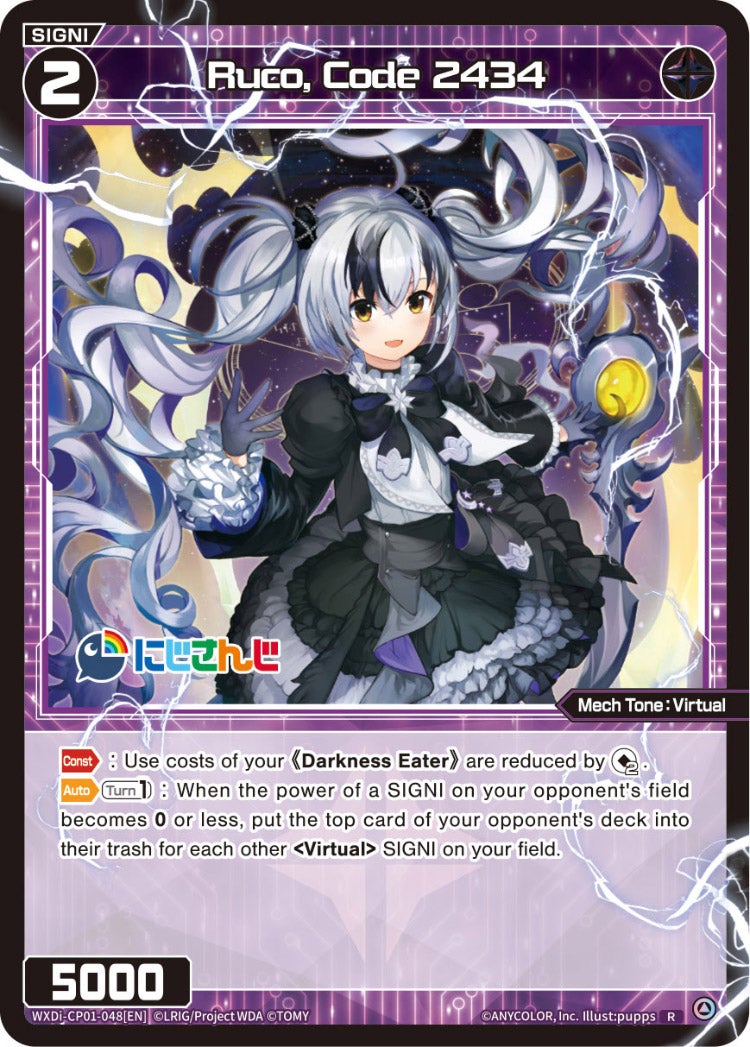 SIGNI
2
Ruco, Code 2434
にじさんじ
Mech Tone:Virtual
Const : Use costs of your 《Darkness Eater》 are reduced by 2.
Auto Turn 1 : When the power of a SIGNI on your opponent's field
becomes 0 or less, put the top card of your opponent's deck into
their trash for each other <Virtual> SIGNI on your field.
5000
WXDi-CP01-048[EN] ©LRIG/Project WDA ©TOMY ©ANYCOLOR, Inc. Illust:pupps R